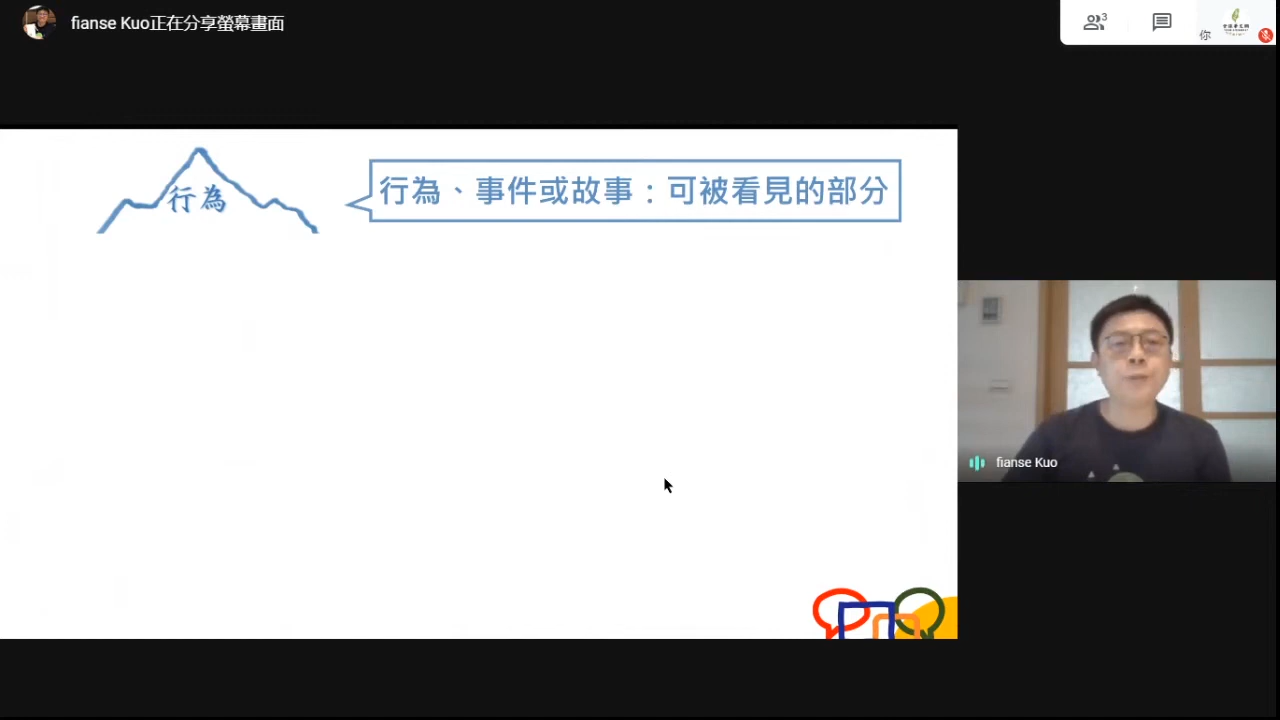 fianse Kuo正在分享螢幕畫面
3
你
行為
行為、事件或故事：可被看見的部分
fianse Kuo